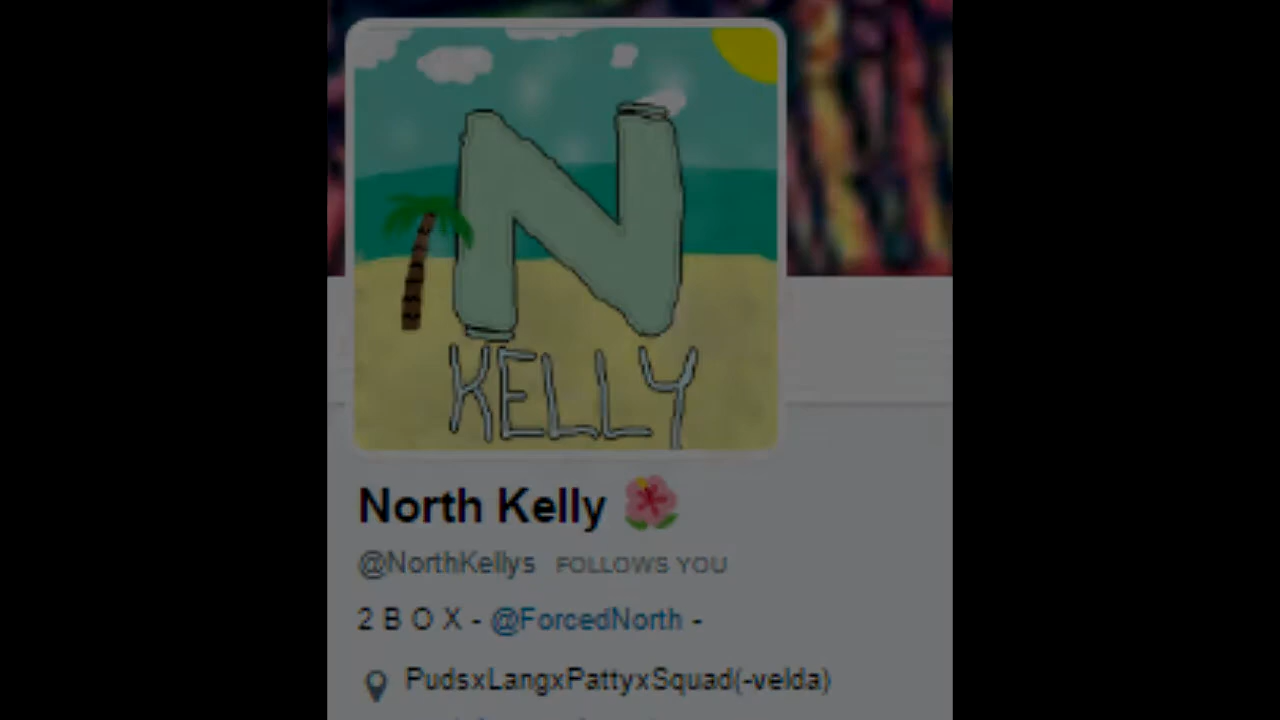 N
KELLY
North Kelly
@NorthKellys FOLLOWS YOU
2 B O X - @ForcedNorth -
PudsxLangxPattyxSquad(-velda)